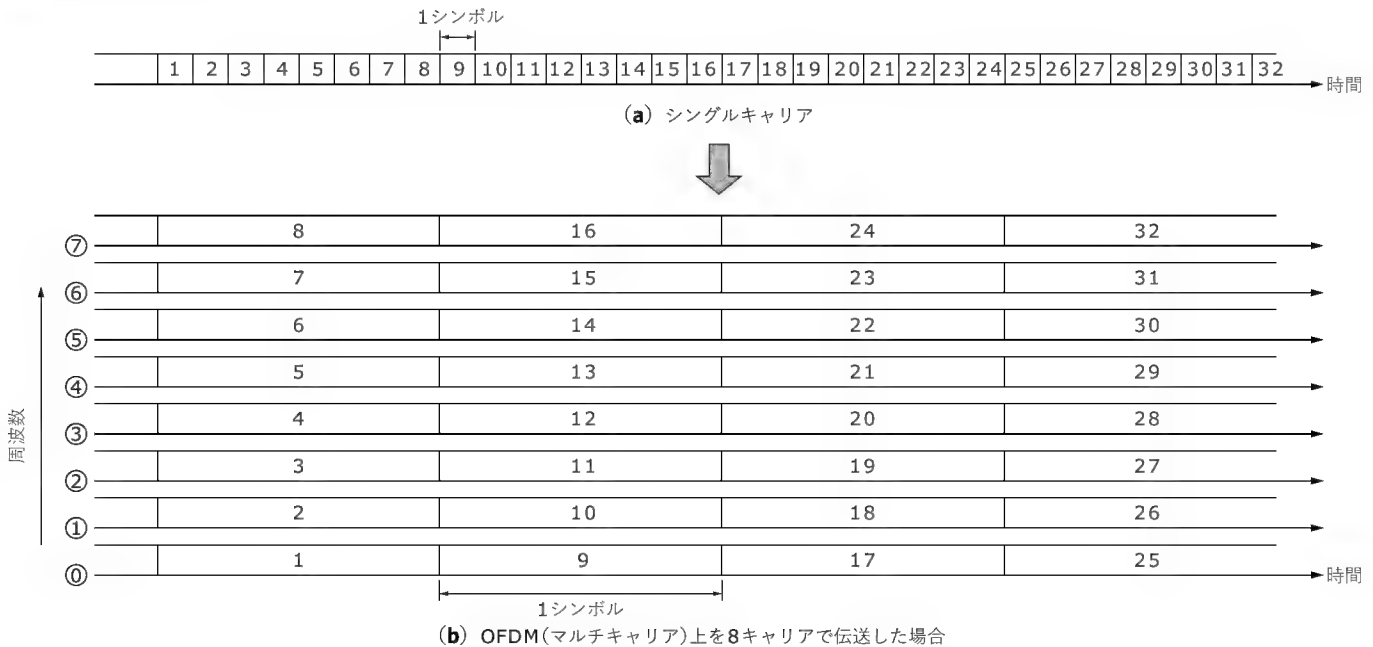 1シンボル
1 2 3 4 5 6 7 8 9 10 11 12 13 14 15 16 17 18 19 20 21 22 23 24 25 26 27 28 29 30 31 32
時間
(a) シングルキャリア
⑦ 8 16 24 32
⑥ 7 15 23 31
⑤ 6 14 22 30
④ 5 13 21 29
③ 4 12 20 28
② 3 11 19 27
① 2 10 18 26
⓪ 1 9 17 25 時間
周波数
1シンボル
(b) OFDM(マルチキャリア)上を8キャリアで伝送した場合